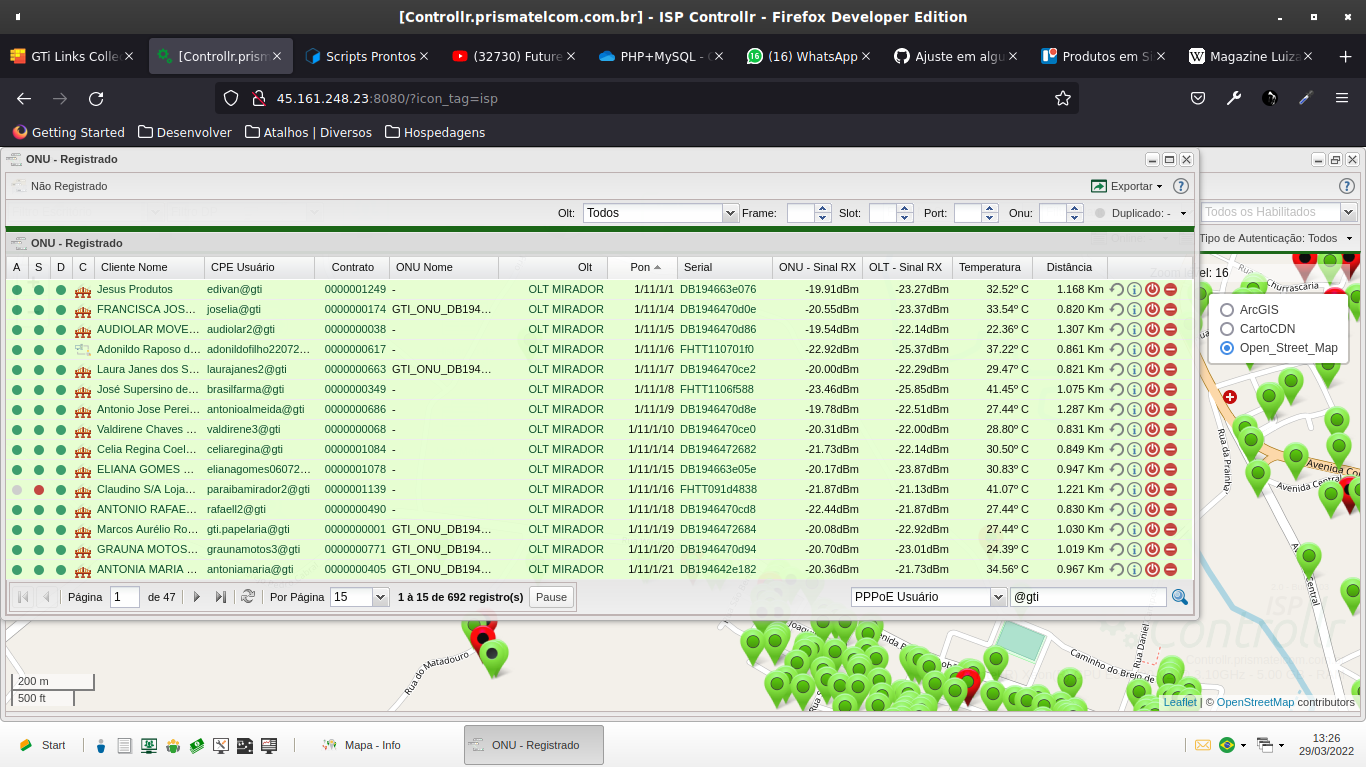 [Controllr.prismatelcom.com.br] - ISP Controllr - Firefox Developer Edition
GTi Links Colec
[Controllr.prism
Scripts Prontos
(32730) Future
PHP+MySQL - C
(16) WhatsApp
Ajuste em algu
Produtos em Si
Magazine Luiza
45.161.248.23:8080/?icon_tag=isp
Getting Started Desenvolver Atalhos | Diversos Hospedagens
ONU - Registrado
Não Registrado Exportar
Olt: Todos Frame: Slot: Port: Onu: Duplicado: -
Todos os Habilitados
ONU - Registrado
Tipo de Autenticação: Todos
A S D C Cliente Nome CPE Usuário Contrato ONU Nome Olt Pon Serial ONU - Sinal RX OLT - Sinal RX Temperatura Distância
Jesus Produtos edivan@gti 0000001249 - OLT MIRADOR 1/11/1/1 DB194663e076 -19.91dBm -23.27dBm 32.52º C 1.168 Km
FRANCISCA JOS... joselia@gti 0000000174 GTI_ONU_DB194... OLT MIRADOR 1/11/1/4 DB1946470d0e -20.55dBm -23.37dBm 33.54º C 0.820 Km
AUDIOLAR MOVE... audiolar2@gti 0000000038 - OLT MIRADOR 1/11/1/5 DB1946470d86 -19.54dBm -22.14dBm 22.36º C 1.307 Km
Adonildo Raposo d... adonildofilho22072... 0000000617 - OLT MIRADOR 1/11/1/6 FHTT110701f0 -22.92dBm -25.37dBm 37.22º C 0.861 Km
Laura Janes dos S... laurajanes2@gti 0000000663 GTI_ONU_DB194... OLT MIRADOR 1/11/1/7 DB1946470ce2 -20.00dBm -22.29dBm 29.47º C 0.821 Km
José Supersino de... brasilfarma@gti 0000000349 - OLT MIRADOR 1/11/1/8 FHTT1106f588 -23.46dBm -25.85dBm 41.45º C 1.075 Km
Antonio Jose Perei... antonioalmeida@gti 0000000686 - OLT MIRADOR 1/11/1/9 DB1946470d8e -19.78dBm -22.51dBm 27.44º C 1.287 Km
Valdirene Chaves ... valdirene3@gti 0000000068 - OLT MIRADOR 1/11/1/10 DB1946470cf0 -20.31dBm -22.00dBm 28.80º C 0.831 Km
Celia Regina Coel... celiaregina@gti 0000001084 - OLT MIRADOR 1/11/1/14 DB1946472682 -21.73dBm -22.14dBm 30.50º C 0.849 Km
ELIANA GOMES ... elianagomes06072... 0000001078 - OLT MIRADOR 1/11/1/15 DB194663e05e -20.17dBm -23.87dBm 30.83º C 0.947 Km
Claudino S/A Loja... paraibamirador2@gti 0000001139 - OLT MIRADOR 1/11/1/16 FHTT091d4838 -21.87dBm -21.13dBm 41.07º C 1.221 Km
ANTONIO RAFAE... rafaell2@gti 0000000490 - OLT MIRADOR 1/11/1/18 DB1946470cd8 -22.44dBm -21.87dBm 27.44º C 0.830 Km
Marcos Aurélio Ro... gti.papelaria@gti 0000000001 GTI_ONU_DB194... OLT MIRADOR 1/11/1/19 DB1946472684 -20.08dBm -22.92dBm 27.44º C 1.030 Km
GRAUNA MOTOS... graunamotos3@gti 0000000771 GTI_ONU_DB194... OLT MIRADOR 1/11/1/20 DB1946470d94 -20.70dBm -23.01dBm 24.39º C 1.019 Km
ANTONIA MARIA ... antoniamaria@gti 0000000405 GTI_ONU_DB194... OLT MIRADOR 1/11/1/21 DB194642e182 -20.36dBm -21.73dBm 34.56º C 0.967 Km
Página 1 de 47 Por Página 15 1 à 15 de 692 registro(s) Pause PPPoE Usuário @gti
Zoom level: 16
Churrascaria
ArcGIS
CartoCDN
Open_Street_Map
Rua da Prainha
Avenida Co
Avenida Central
Central
Rua do Matadouro
Rua Daniel
Caminho do Brejo de
200 m
500 ft
Leaflet | © OpenStreetMap contributors
Start Mapa - Info ONU - Registrado
13:26
29/03/2022